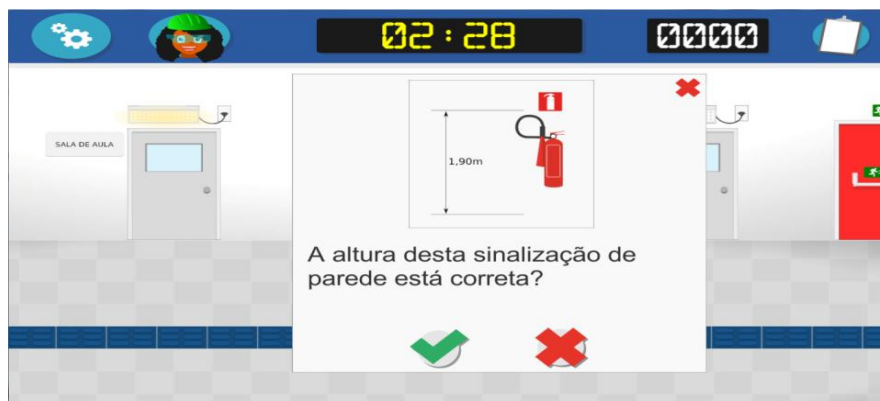 02:28
0000
SALA DE AULA
1,90m
A altura desta sinalização de
parede está correta?